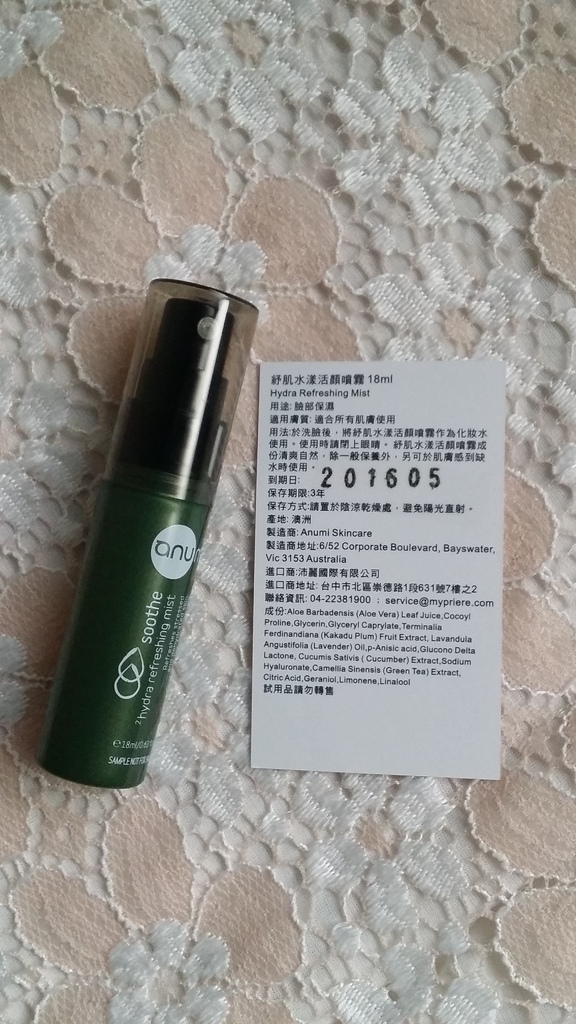 anu
soothe
²hydra refreshing mist
Refreshes stressed
℮18ml/0.6
SAMPLE NOT F
紓肌水漾活顏噴霧 18ml
Hydra Refreshing Mist
用途: 臉部保濕
適用膚質: 適合所有肌膚使用
用法:於洗臉後，將紓肌水漾活顏噴霧作為化妝水
使用。使用時請閉上眼睛。 紓肌水漾活顏噴霧成
份清爽自然，除一般保養外，另可於肌膚感到缺
水時使用。
到期日: 201605
保存期限:3年
保存方式:請置於陰涼乾燥處，避免陽光直射。
產地: 澳洲
製造商: Anumi Skincare
製造商地址:6/52 Corporate Boulevard, Bayswater,
Vic 3153 Australia
進口商:沛麗國際有限公司
進口商地址: 台中市北區崇德路1段631號7樓之2
聯絡資訊: 04-22381900 ; service@mypriere.com
成份:Aloe Barbadensis (Aloe Vera) Leaf Juice,Cocoyl
Proline,Glycerin,Glyceryl Caprylate,Terminalia
Ferdinandiana (Kakadu Plum) Fruit Extract, Lavandula
Angustifolia (Lavender) Oil,p-Anisic acid,Glucono Delta
Lactone, Cucumis Sativis ( Cucumber) Extract,Sodium
Hyaluronate,Camellia Sinensis (Green Tea) Extract,
Citric Acid,Geraniol,Limonene,Linalool
試用品請勿轉售